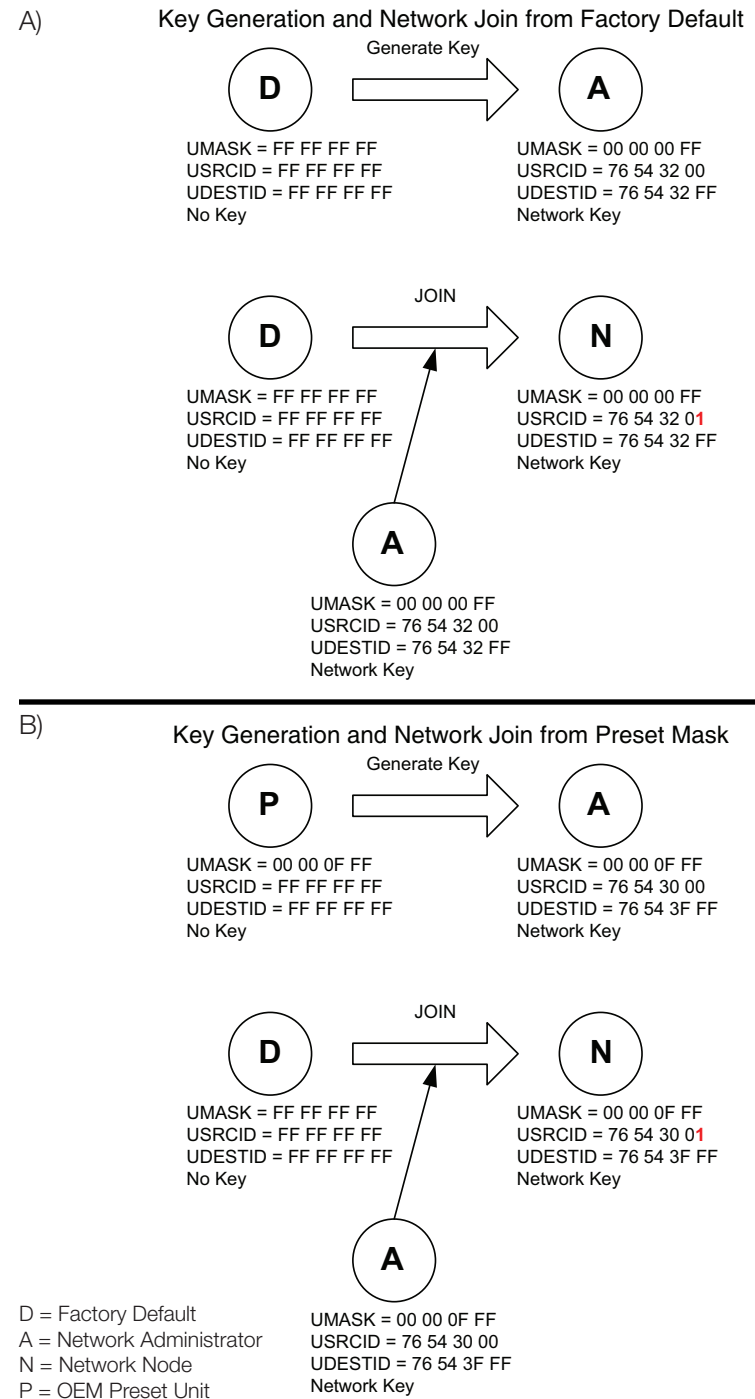 A)
Key Generation and Network Join from Factory Default
Generate Key
D
A
UMASK = FF FF FF FF
USRCID = FF FF FF FF
UDESTID = FF FF FF FF
No Key
UMASK = 00 00 00 FF
USRCID = 76 54 32 00
UDESTID = 76 54 32 FF
Network Key
JOIN
D
N
UMASK = FF FF FF FF
USRCID = FF FF FF FF
UDESTID = FF FF FF FF
No Key
UMASK = 00 00 00 FF
USRCID = 76 54 32 01
UDESTID = 76 54 32 FF
Network Key
A
UMASK = 00 00 00 FF
USRCID = 76 54 32 00
UDESTID = 76 54 32 FF
Network Key
B)
Key Generation and Network Join from Preset Mask
Generate Key
P
A
UMASK = 00 00 0F FF
USRCID = FF FF FF FF
UDESTID = FF FF FF FF
No Key
UMASK = 00 00 0F FF
USRCID = 76 54 30 00
UDESTID = 76 54 3F FF
Network Key
JOIN
D
N
UMASK = FF FF FF FF
USRCID = FF FF FF FF
UDESTID = FF FF FF FF
No Key
UMASK = 00 00 0F FF
USRCID = 76 54 30 01
UDESTID = 76 54 3F FF
Network Key
A
UMASK = 00 00 0F FF
USRCID = 76 54 30 00
UDESTID = 76 54 3F FF
Network Key
D = Factory Default
A = Network Administrator
N = Network Node
P = OEM Preset Unit